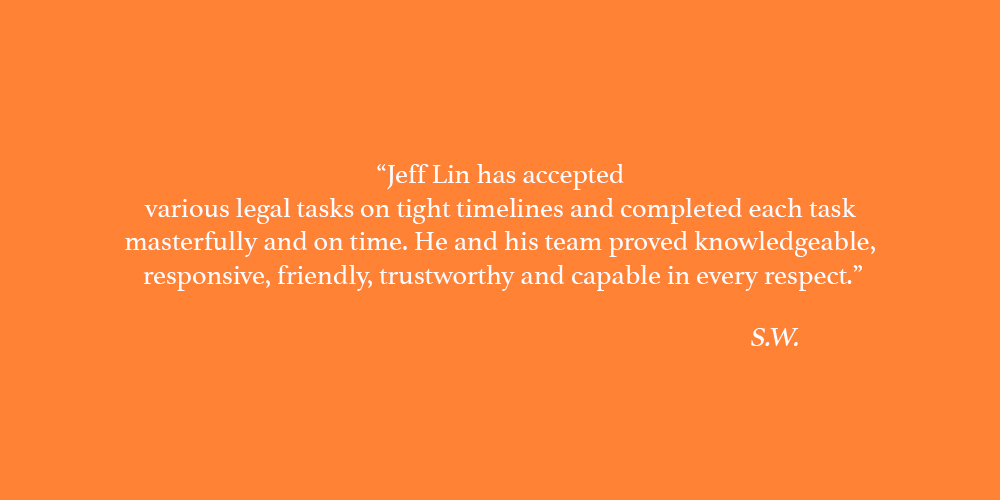 “Jeff Lin has accepted
various legal tasks on tight timelines and completed each task
masterfully and on time. He and his team proved knowledgeable,
responsive, friendly, trustworthy and capable in every respect.”
S.W.